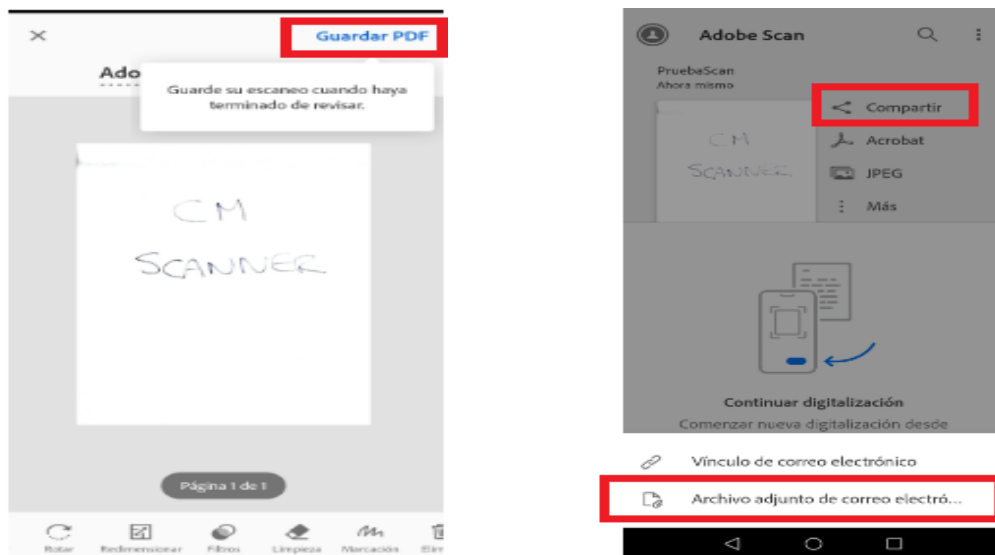 Guardar PDF
Ado
Guarde su escaneo cuando haya
terminado de revisar.
CM
SCANNER
Página 1 de 1
Rotar Redimensionar Filtros Limpieza Marcación Elim
Adobe Scan
PruebaScan
Ahora mismo
Compartir
CM
SCANNER
Acrobat
JPEG
Más
Continuar digitalización
Comenzar nueva digitalización desde
Vínculo de correo electrónico
Archivo adjunto de correo electró...